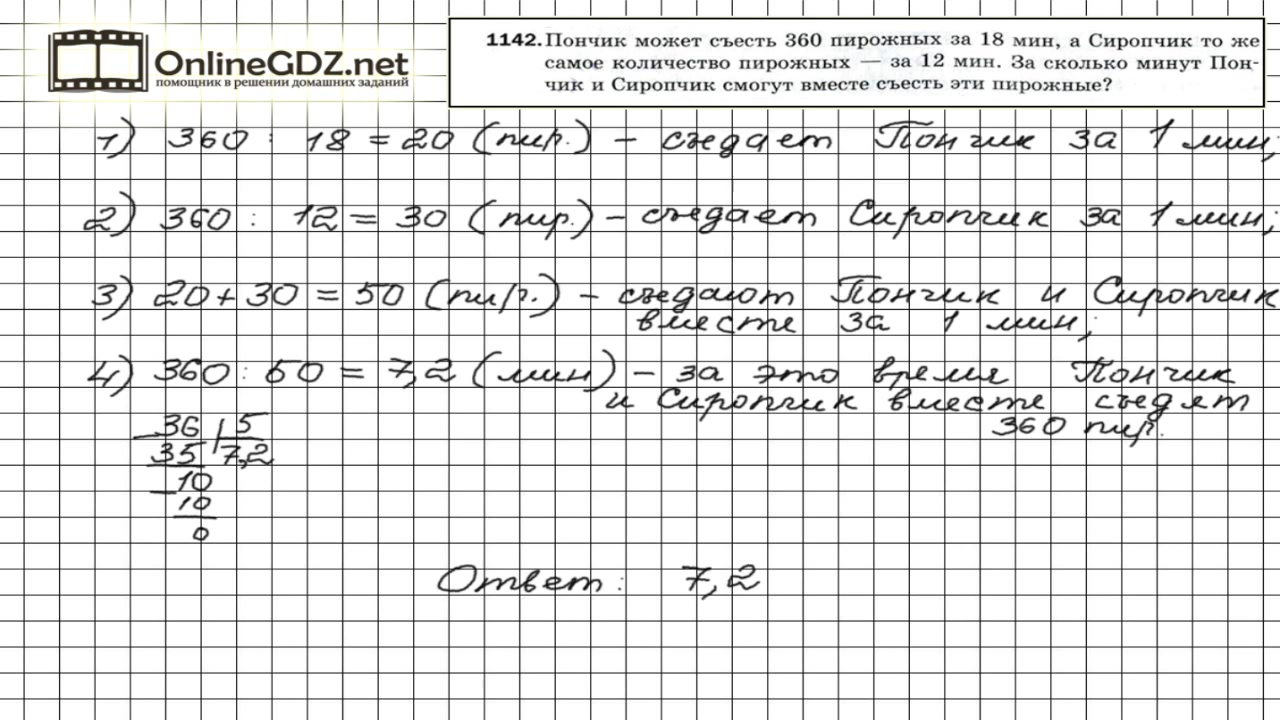 OnlineGDZ.net
помощник в решении домашних заданий
1142. Пончик может съесть 360 пирожных за 18 мин, а Сиропчик то же
самое количество пирожных — за 12 мин. За сколько минут Пон-
чик и Сиропчик смогут вместе съесть эти пирожные?
1) 360 : 18 = 20 (пир.) – съедает Пончик за 1 мин;
2) 360 : 12 = 30 (пир.) – съедает Сиропчик за 1 мин;
3) 20 + 30 = 50 (пир.) – съедают Пончик и Сиропчик
вместе за 1 мин;
4) 360 : 50 = 7,2 (мин) – за это время Пончик
и Сиропчик вместе съедят
360 пир.
36 | 5
35 7,2
10
10
0
Ответ: 7,2